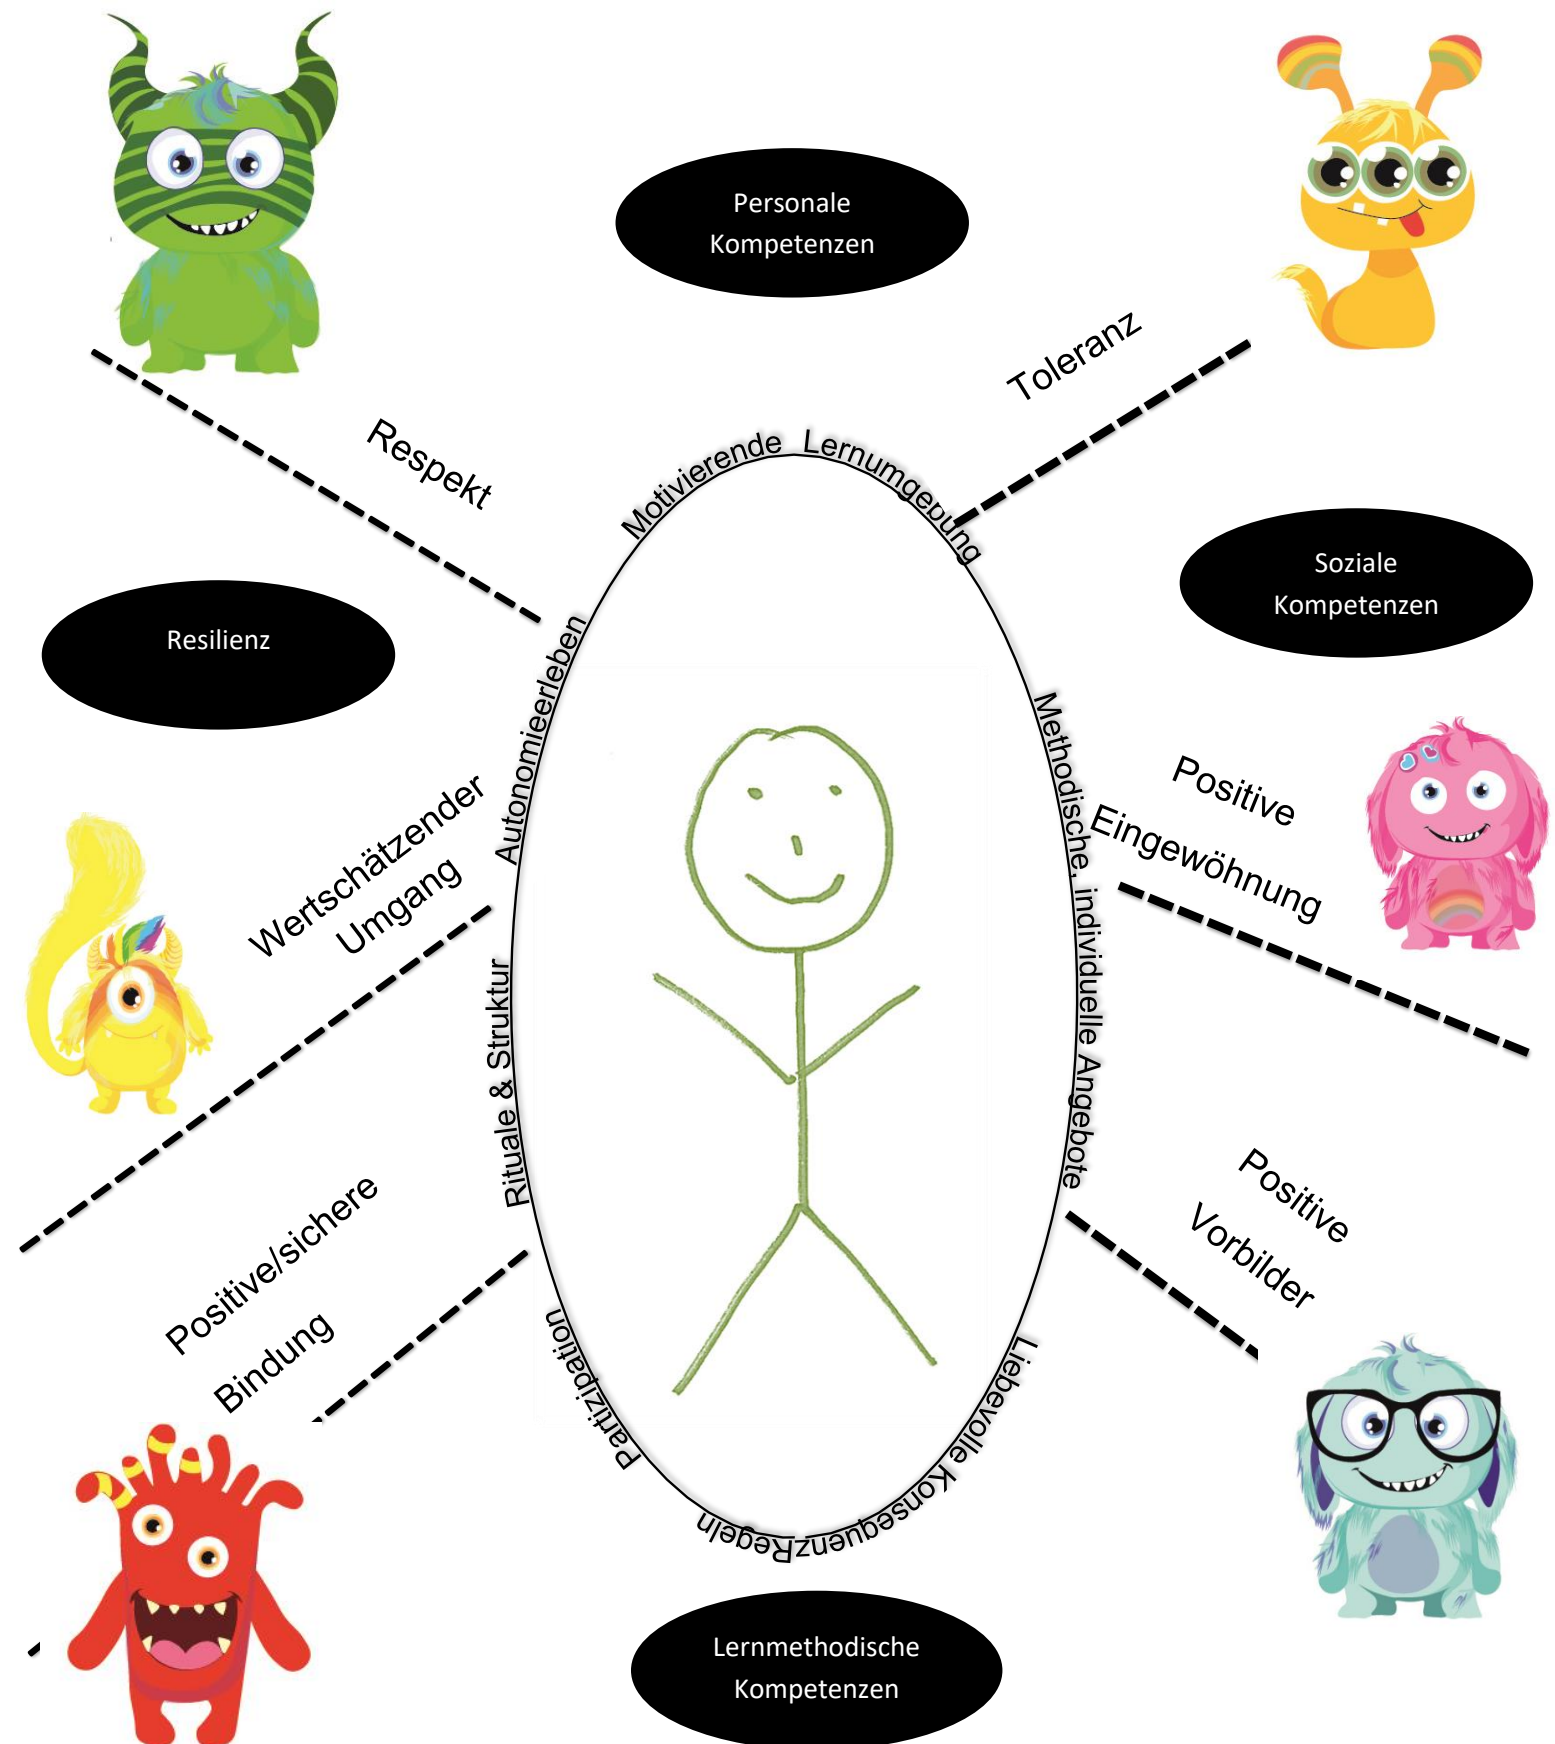 Personale
Kompetenzen
Toleranz
Respekt
Motivierende Lernumgebung
Soziale
Kompetenzen
Resilienz
Autonomieerleben
Methodische, individuelle Angebote
Positive
Eingewöhnung
Wertschätzender
Umgang
Rituale & Struktur
Positive/sichere
Bindung
Positive
Vorbilder
Partizipation
Liebevolle Konsequenz
Regeln
Lernmethodische
Kompetenzen